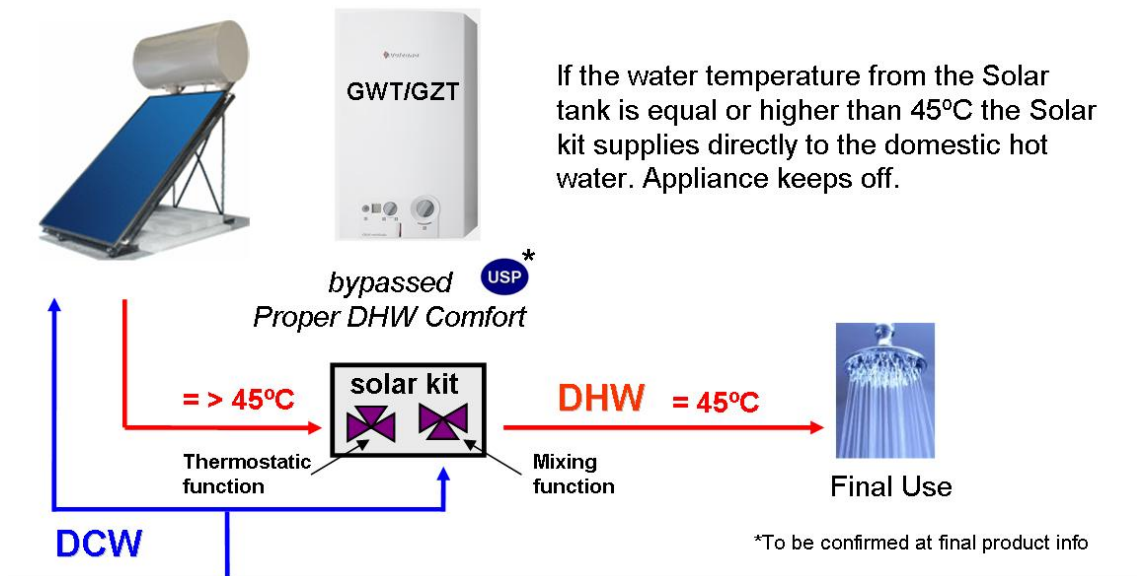 GWT/GZT
If the water temperature from the Solar
tank is equal or higher than 45ºC the Solar
kit supplies directly to the domestic hot
water. Appliance keeps off.
bypassed
USP
*
Proper DHW Comfort
solar kit
= > 45ºC
DHW = 45ºC
Thermostatic
function
Mixing
function
Final Use
DCW
*To be confirmed at final product info